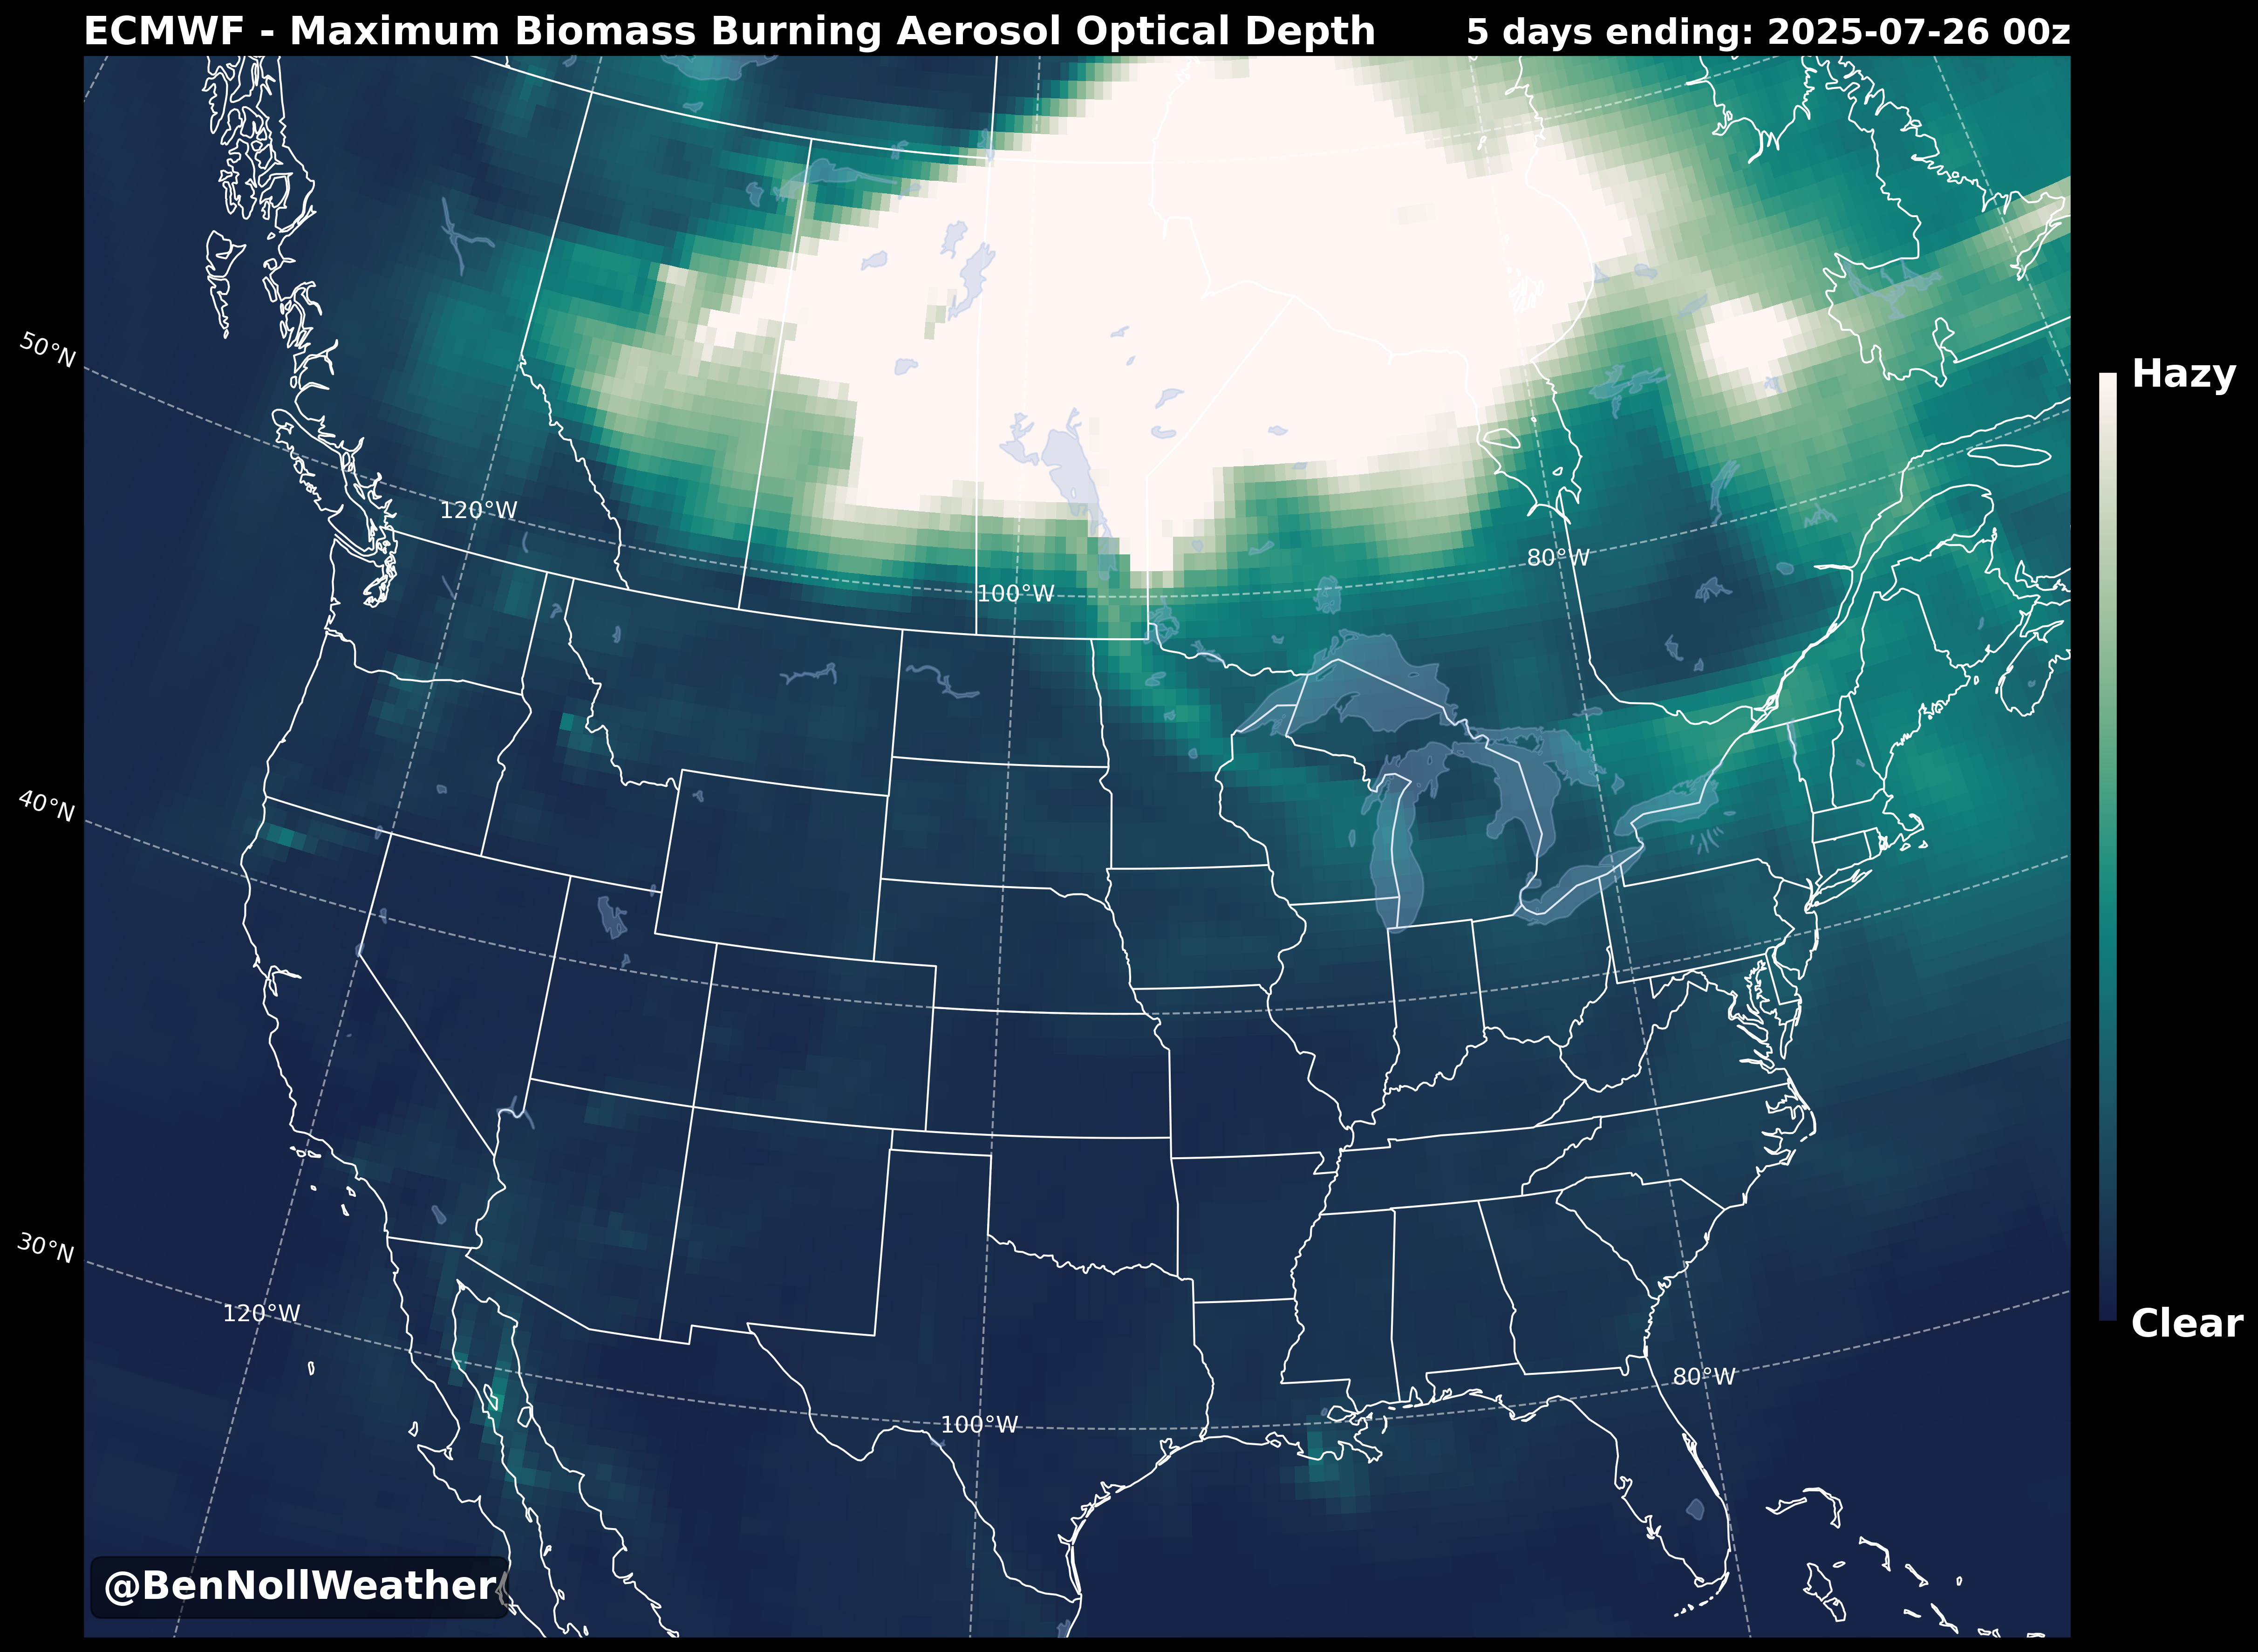 ECMWF - Maximum Biomass Burning Aerosol Optical Depth
5 days ending: 2025-07-26 00z
50°N
Hazy
120°W
80°W
100°W
40°N
30°N
120°W
Clear
80°W
100°W
@BenNollWeather